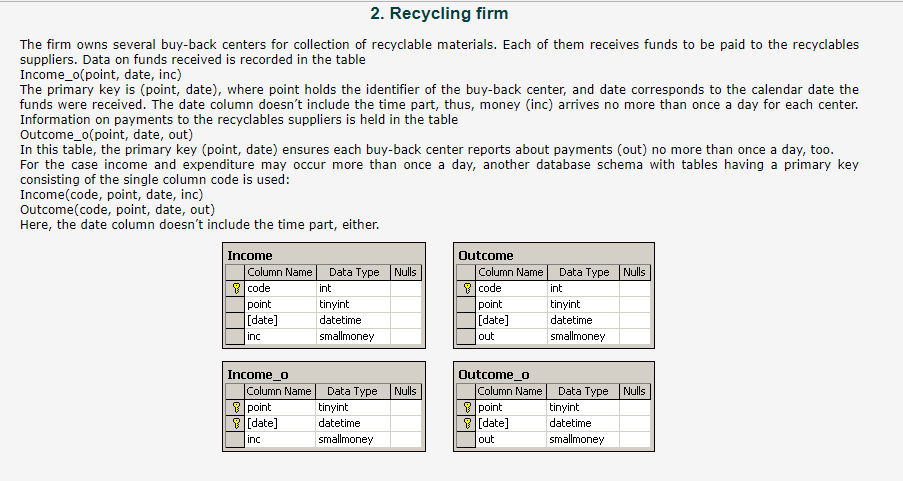 2. Recycling firm
The firm owns several buy-back centers for collection of recyclable materials. Each of them receives funds to be paid to the recyclables
suppliers. Data on funds received is recorded in the table
Income_o(point, date, inc)
The primary key is (point, date), where point holds the identifier of the buy-back center, and date corresponds to the calendar date the
funds were received. The date column doesn't include the time part, thus, money (inc) arrives no more than once a day for each center.
Information on payments to the recyclables suppliers is held in the table
Outcome_o(point, date, out)
In this table, the primary key (point, date) ensures each buy-back center reports about payments (out) no more than once a day, too.
For the case income and expenditure may occur more than once a day, another database schema with tables having a primary key
consisting of the single column code is used:
Income(code, point, date, inc)
Outcome(code, point, date, out)
Here, the date column doesn't include the time part, either.
Income
Column Name Data Type Nulls
code int
point tinyint
[date] datetime
inc smallmoney
Outcome
Column Name Data Type Nulls
code int
point tinyint
[date] datetime
out smallmoney
Income_o
Column Name Data Type Nulls
point tinyint
[date] datetime
inc smallmoney
Outcome_o
Column Name Data Type Nulls
point tinyint
[date] datetime
out smallmoney